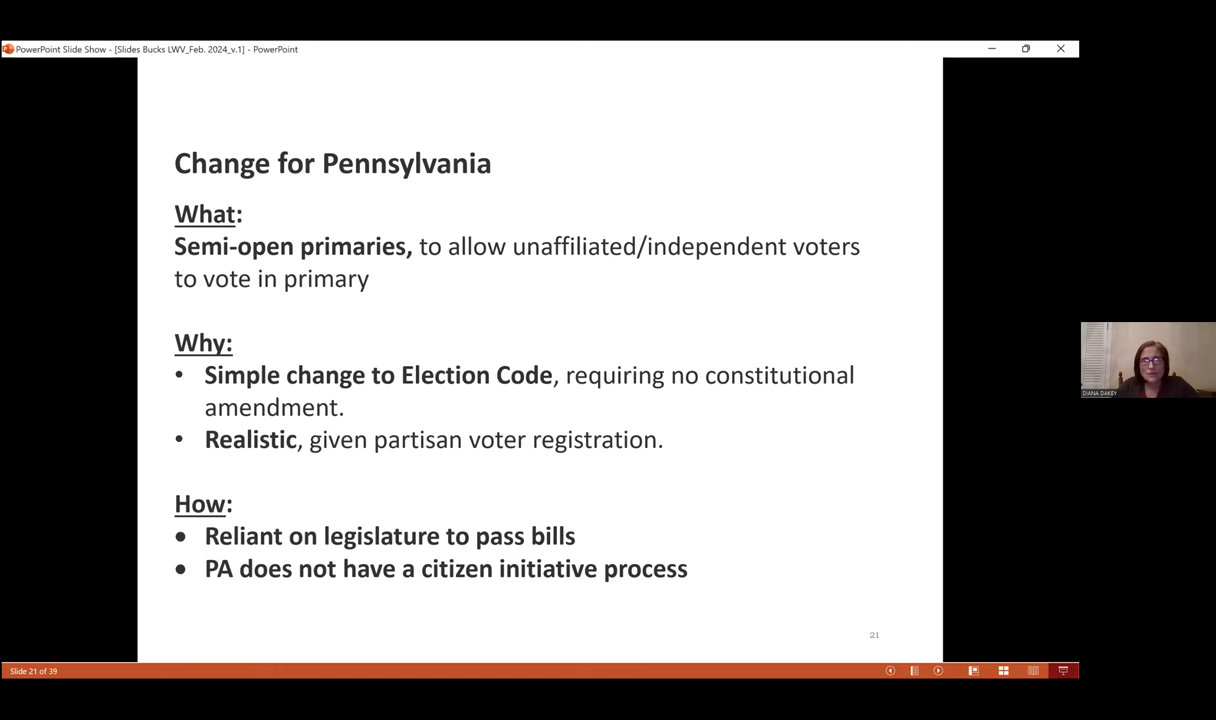 PowerPoint Slide Show - [Slides Bucks LWV_Feb. 2024_v.1] - PowerPoint
Change for Pennsylvania
What:
Semi-open primaries, to allow unaffiliated/independent voters
to vote in primary
Why:
• Simple change to Election Code, requiring no constitutional
amendment.
• Realistic, given partisan voter registration.
How:
• Reliant on legislature to pass bills
• PA does not have a citizen initiative process
21
DIANA DAKEY
Slide 21 of 39